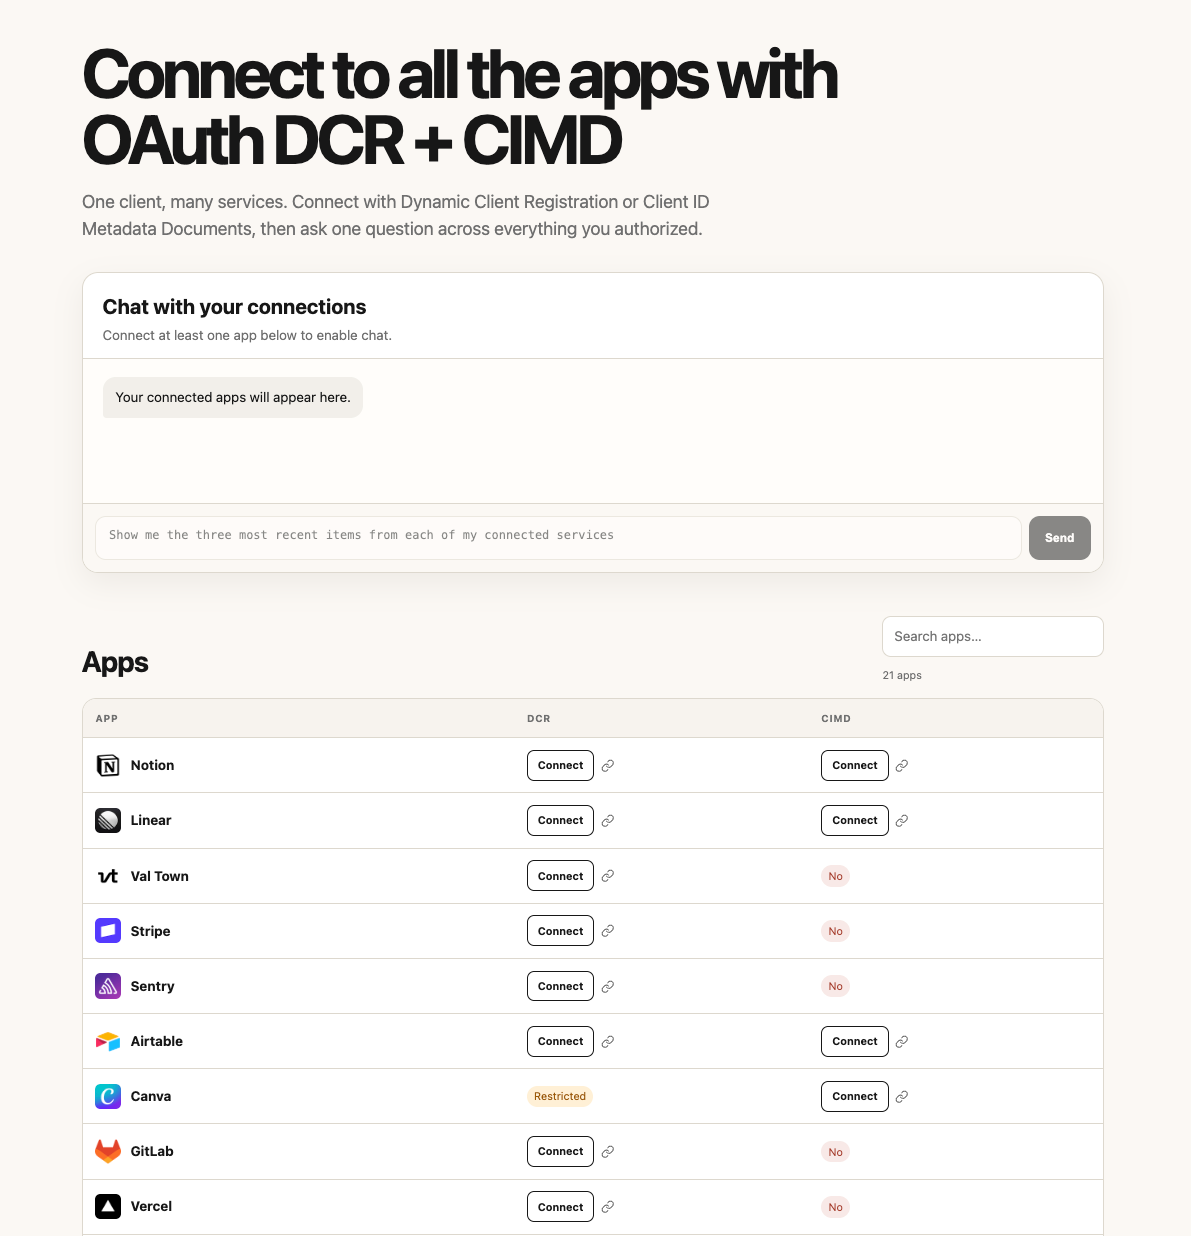 Connect to all the apps with
OAuth DCR + CIMD
One client, many services. Connect with Dynamic Client Registration or Client ID
Metadata Documents, then ask one question across everything you authorized.
Chat with your connections
Connect at least one app below to enable chat.
Your connected apps will appear here.
Show me the three most recent items from each of my connected services
Send
Search apps...
Apps
21 apps
APP DCR CIMD
Notion Connect Connect
Linear Connect Connect
Val Town Connect No
Stripe Connect No
Sentry Connect No
Airtable Connect Connect
Canva Restricted Connect
GitLab Connect No
Vercel Connect No